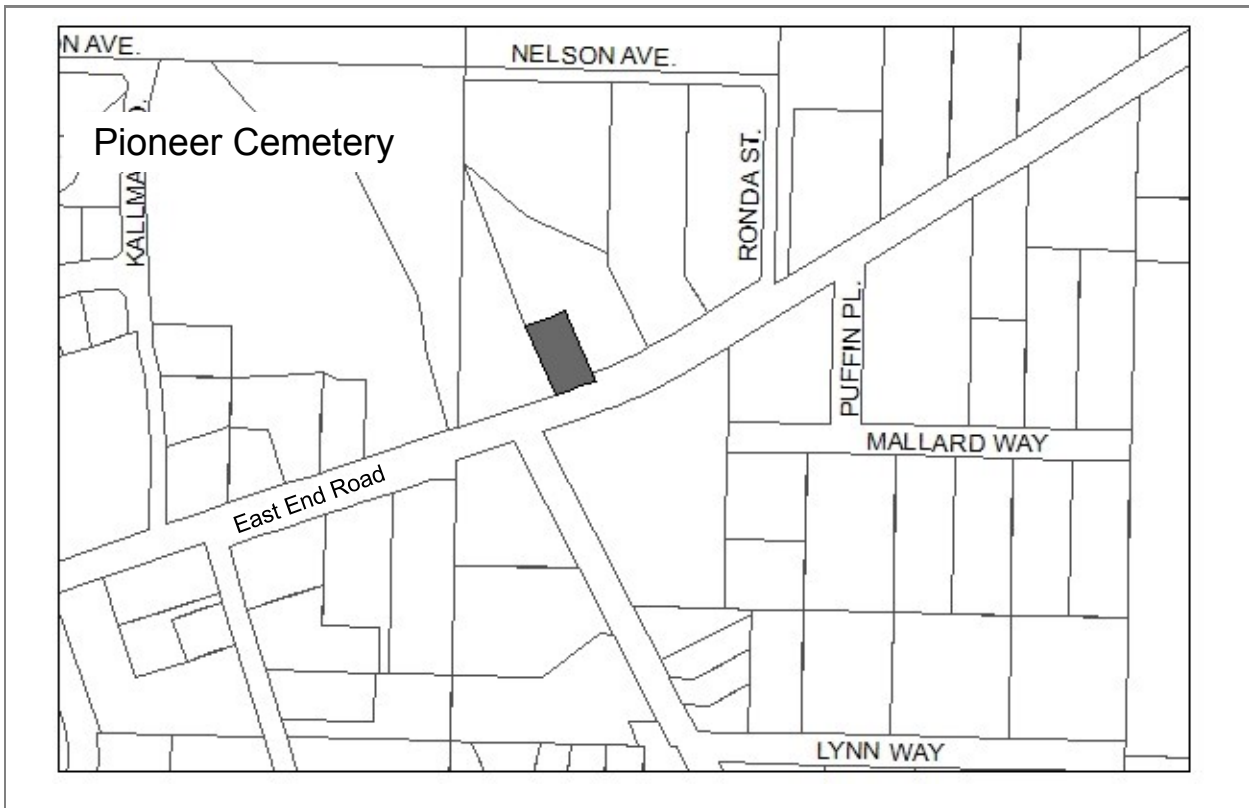 N AVE.
NELSON AVE.
Pioneer Cemetery
KALLMA
RONDA ST.
PUFFIN PL.
MALLARD WAY
East End Road
LYNN WAY